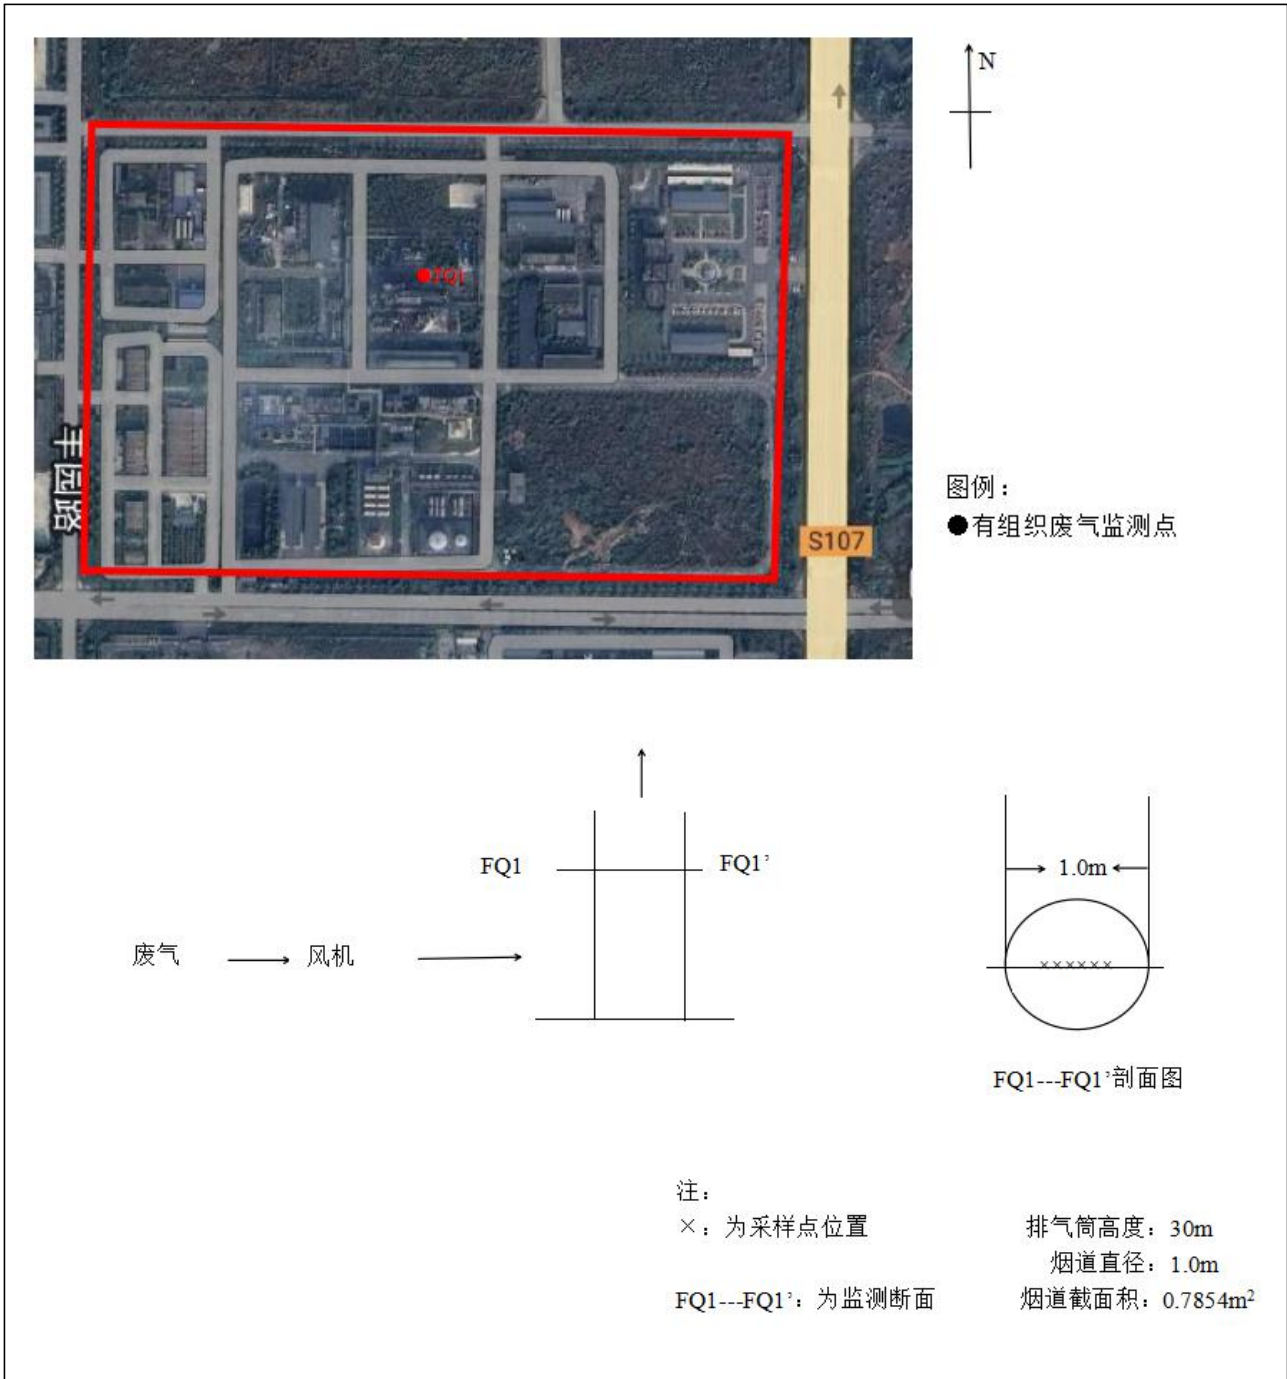 N
FQ1
丰园路
S107
图例：
●有组织废气监测点
FQ1
FQ1’
1.0m
废气
风机
FQ1---FQ1’剖面图
注：
×：为采样点位置
排气筒高度：30m
烟道直径：1.0m
FQ1---FQ1’：为监测断面
烟道截面积：0.7854m²